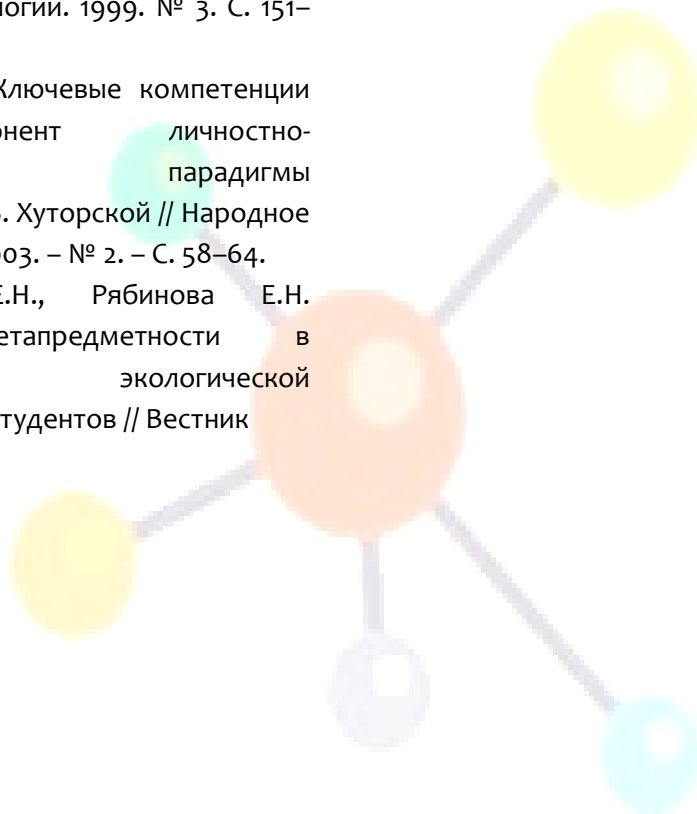 логии. 1999. № 3. С. 151–
Ключевые компетенции
нент личностно-
парадигмы
. Хуторской // Народное
003. – № 2. – С. 58–64.
Е.Н., Рябинова Е.Н.
етапредметности в
экологической
тудентов // Вестник